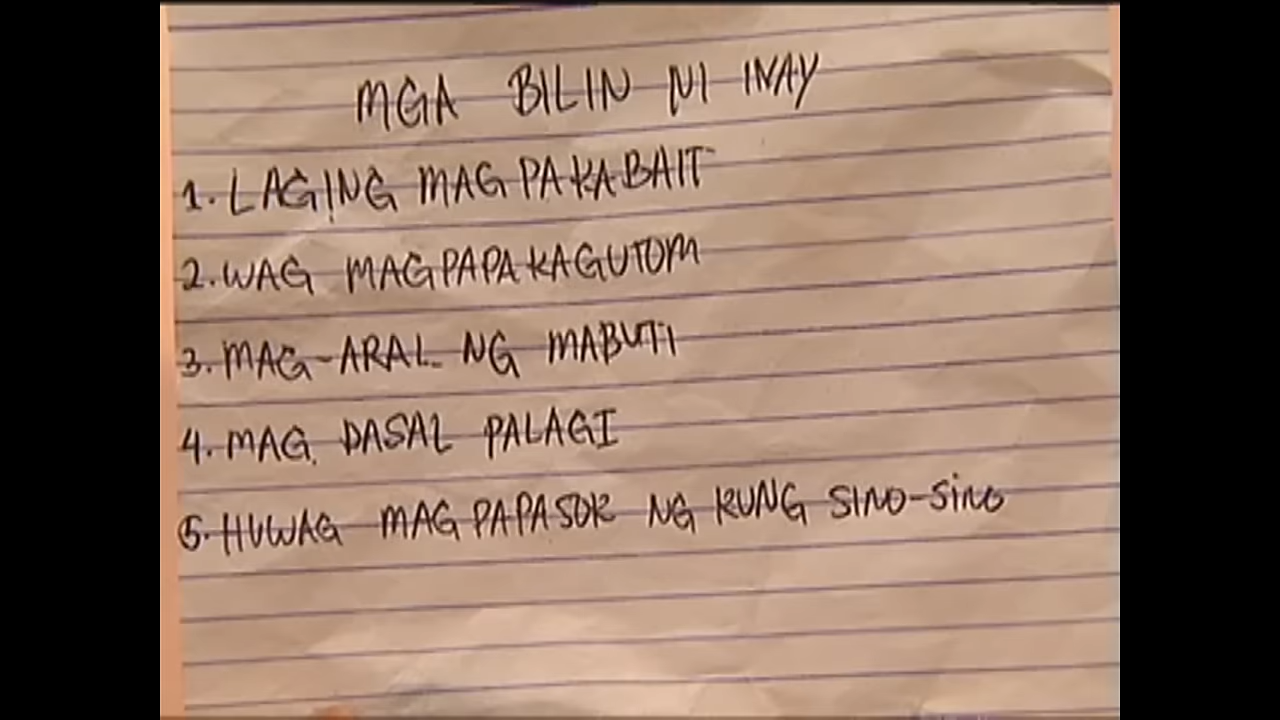 MGA BILIN NI INAY
1. LAGING MAGPAKABAIT
2. WAG MAGPAPAKAGUTOM
3. MAG-ARAL NG MABUTI
4. MAG DASAL PALAGI
5. HUWAG MAGPAPASOK NG KUNG SINO-SiNO